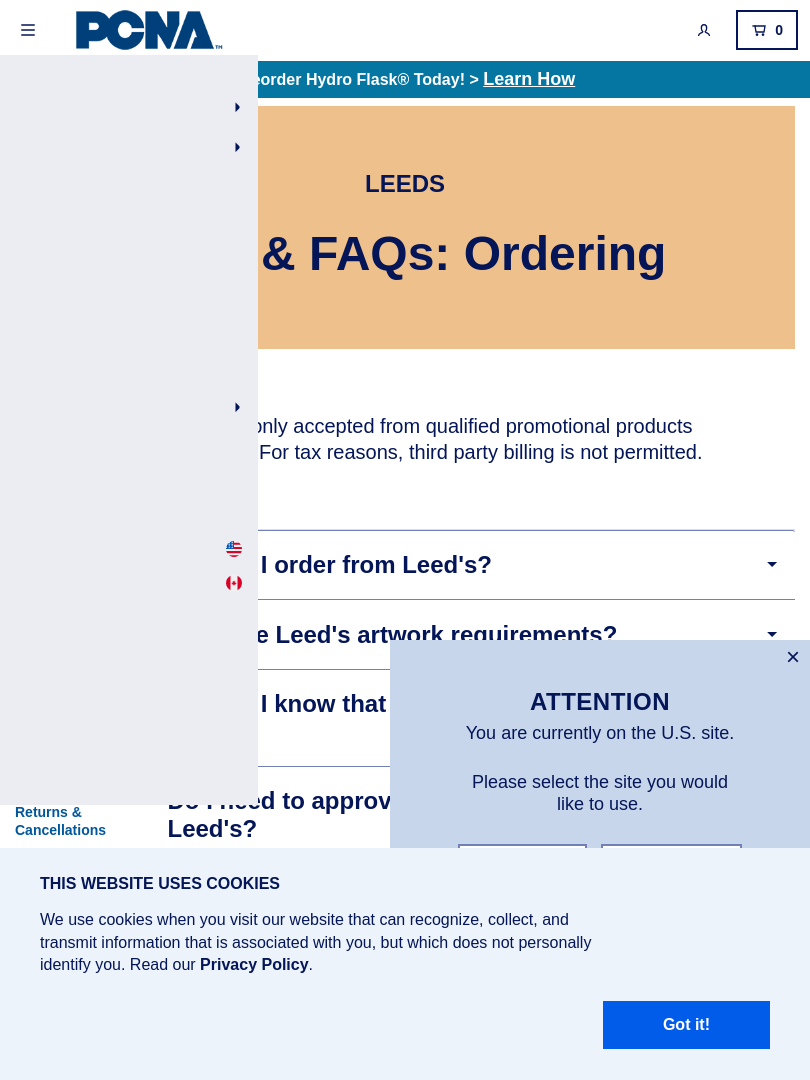 PCNA™
0
eorder Hydro Flask® Today! > Learn How
LEEDS
& FAQs: Ordering
only accepted from qualified promotional products
For tax reasons, third party billing is not permitted.
I order from Leed's?
e Leed's artwork requirements?
I know that
ATTENTION
You are currently on the U.S. site.
Please select the site you would
like to use.
Do I need to approv
Leed's?
Returns &
Cancellations
THIS WEBSITE USES COOKIES
We use cookies when you visit our website that can recognize, collect, and
transmit information that is associated with you, but which does not personally
identify you. Read our Privacy Policy.
Got it!